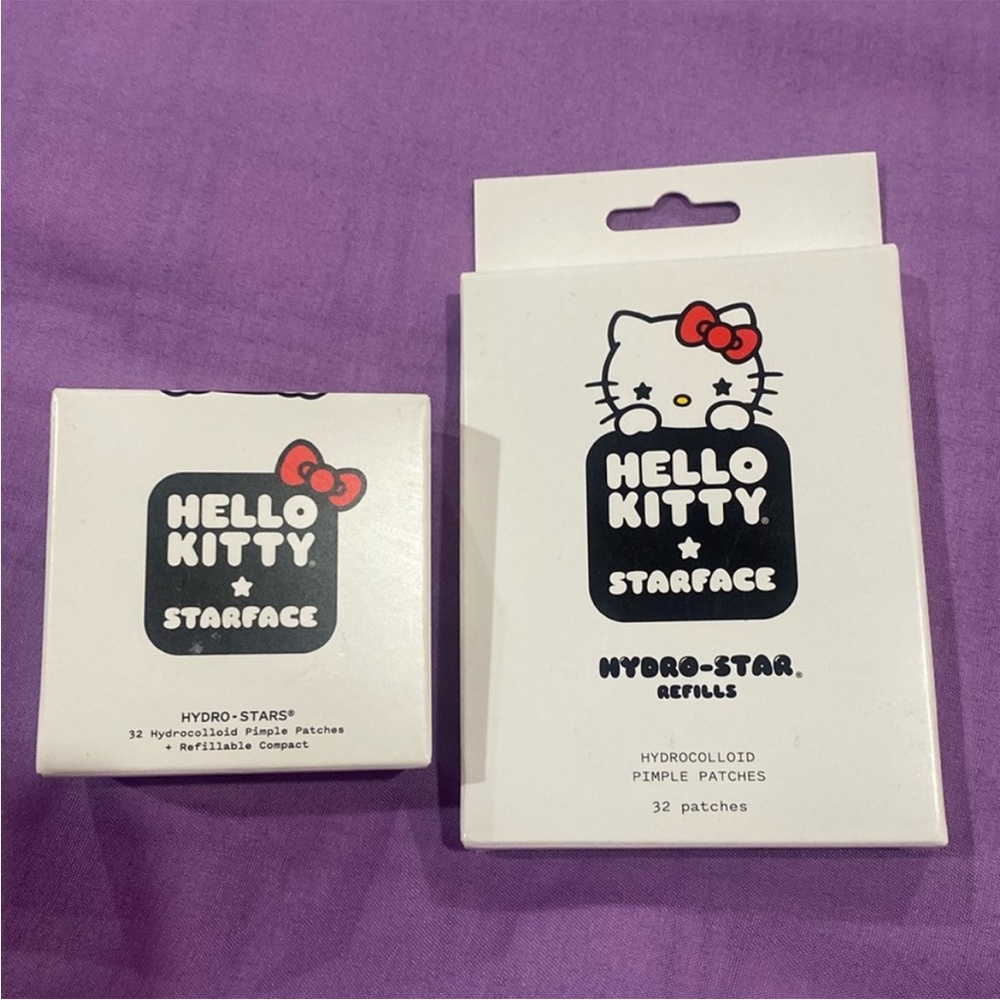 HELLO
KITTY
STARFACE
HYDRO-STARS®
32 Hydrocolloid Pimple Patches
+ Refillable Compact
HELLO
KITTY®
STARFACE
HYDRO-STAR®
REFILLS
HYDROCOLLOID
PIMPLE PATCHES
32 patches